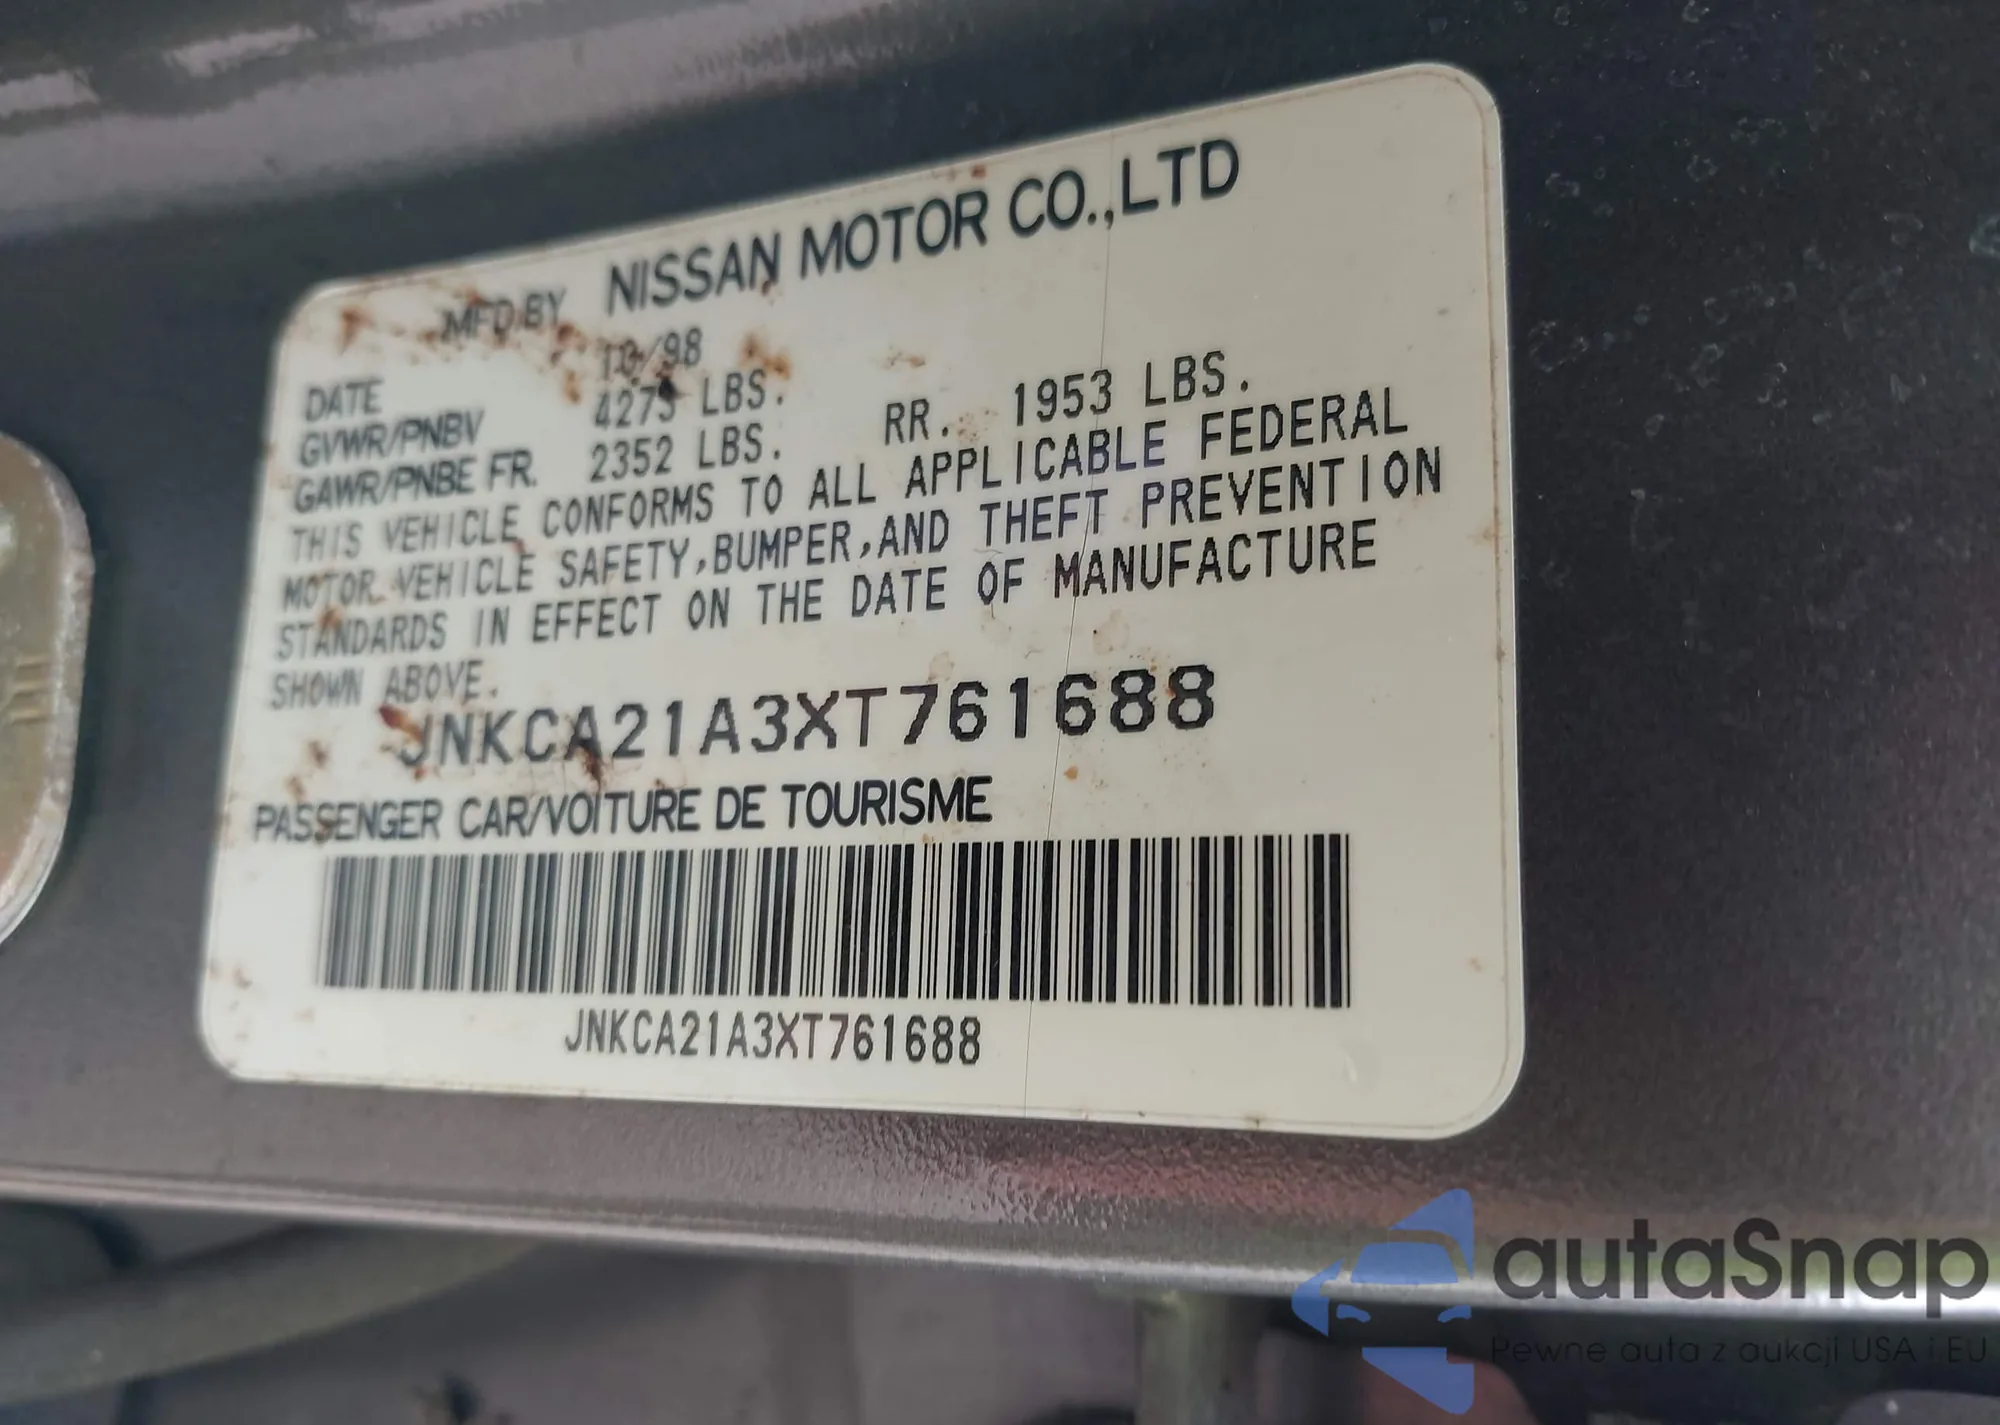 MFD.BY NISSAN MOTOR CO.,LTD
DATE 10/98
GVWR/PNBV 4273 LBS.
GAWR/PNBE FR. 2352 LBS. RR. 1953 LBS.
THIS VEHICLE CONFORMS TO ALL APPLICABLE FEDERAL
MOTOR VEHICLE SAFETY,BUMPER,AND THEFT PREVENTION
STANDARDS IN EFFECT ON THE DATE OF MANUFACTURE
SHOWN ABOVE.
JNKCA21A3XT761688
PASSENGER CAR/VOITURE DE TOURISME
JNKCA21A3XT761688
autaSnap
Pewne auta z aukcji USA i EU